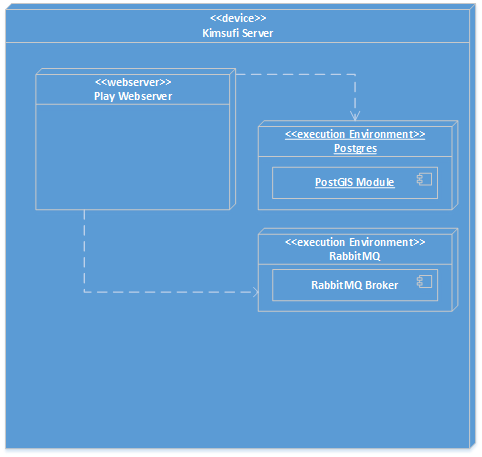 <<device>>
Kimsufi Server
<<webserver>>
Play Webserver
<<execution Environment>>
Postgres
PostGIS Module
<<execution Environment>>
RabbitMQ
RabbitMQ Broker